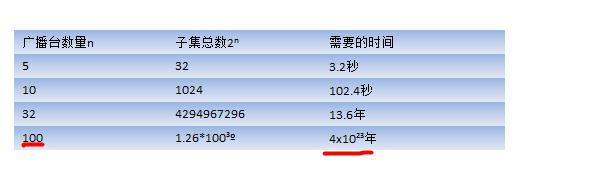 广播台数量n 子集总数2ⁿ 需要的时间
5 32 3.2秒
10 1024 102.4秒
32 4294967296 13.6年
100 1.26*100³º 4x10²³年